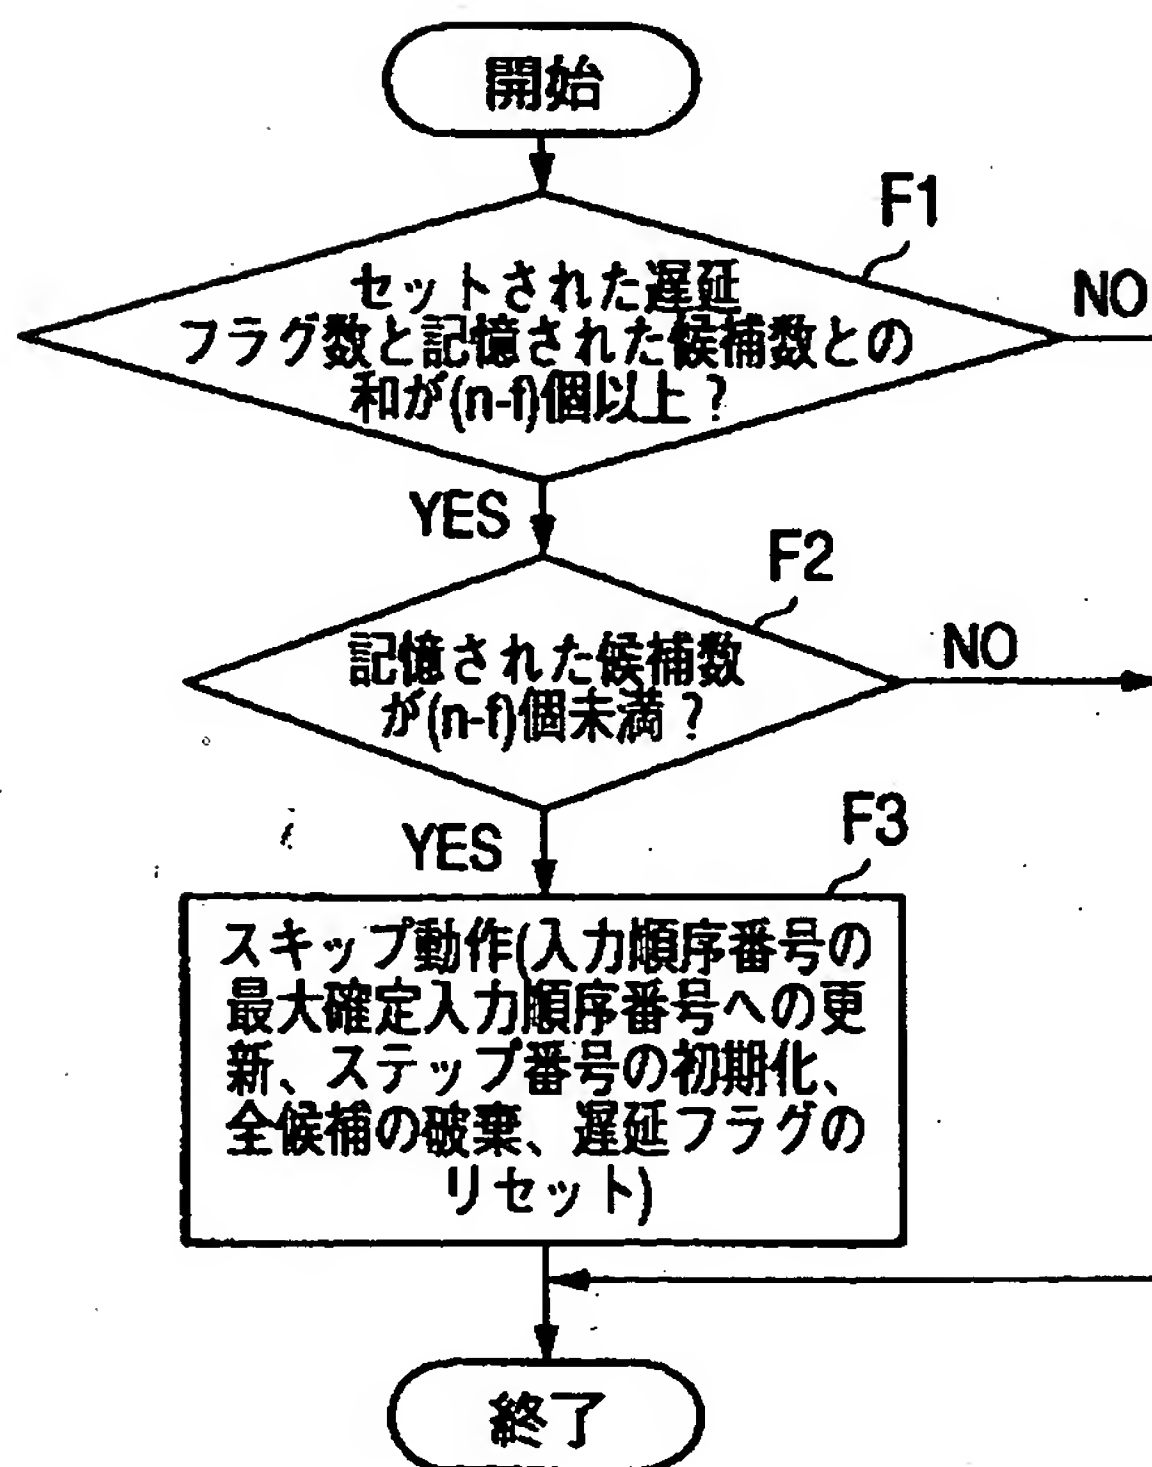 開始
F1
セットされた遅延
フラグ数と記憶された候補数との
和が(n-f)個以上？
NO
YES
F2
記憶された候補数
が(n-f)個未満？
NO
YES
F3
スキップ動作(入力順序番号の
最大確定入力順序番号への更
新、ステップ番号の初期化、
全候補の破棄、遅延フラグの
リセット)
終了